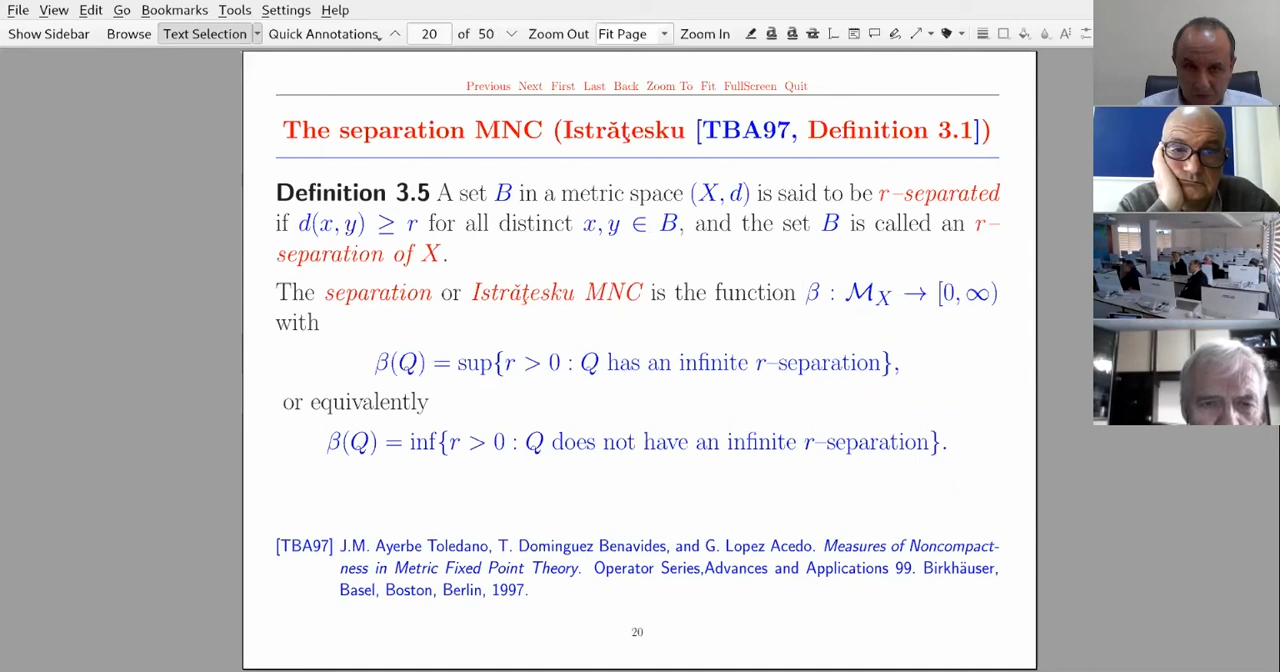 File View Edit Go Bookmarks Tools Settings Help
Show Sidebar Browse Text Selection Quick Annotations 20 of 50 Zoom Out Fit Page Zoom In
Previous Next First Last Back Zoom To Fit FullScreen Quit
The separation MNC (Istrăţesku [TBA97, Definition 3.1])
Definition 3.5 A set B in a metric space (X, d) is said to be r–separated
if d(x, y) ≥ r for all distinct x, y ∈ B, and the set B is called an r–
separation of X.
The separation or Istrăţesku MNC is the function β : ℳ_X → [0, ∞)
with
β(Q) = sup{r > 0 : Q has an infinite r–separation},
or equivalently
β(Q) = inf{r > 0 : Q does not have an infinite r–separation}.
[TBA97] J.M. Ayerbe Toledano, T. Dominguez Benavides, and G. Lopez Acedo. Measures of Noncompact-
ness in Metric Fixed Point Theory. Operator Series,Advances and Applications 99. Birkhäuser,
Basel, Boston, Berlin, 1997.
20